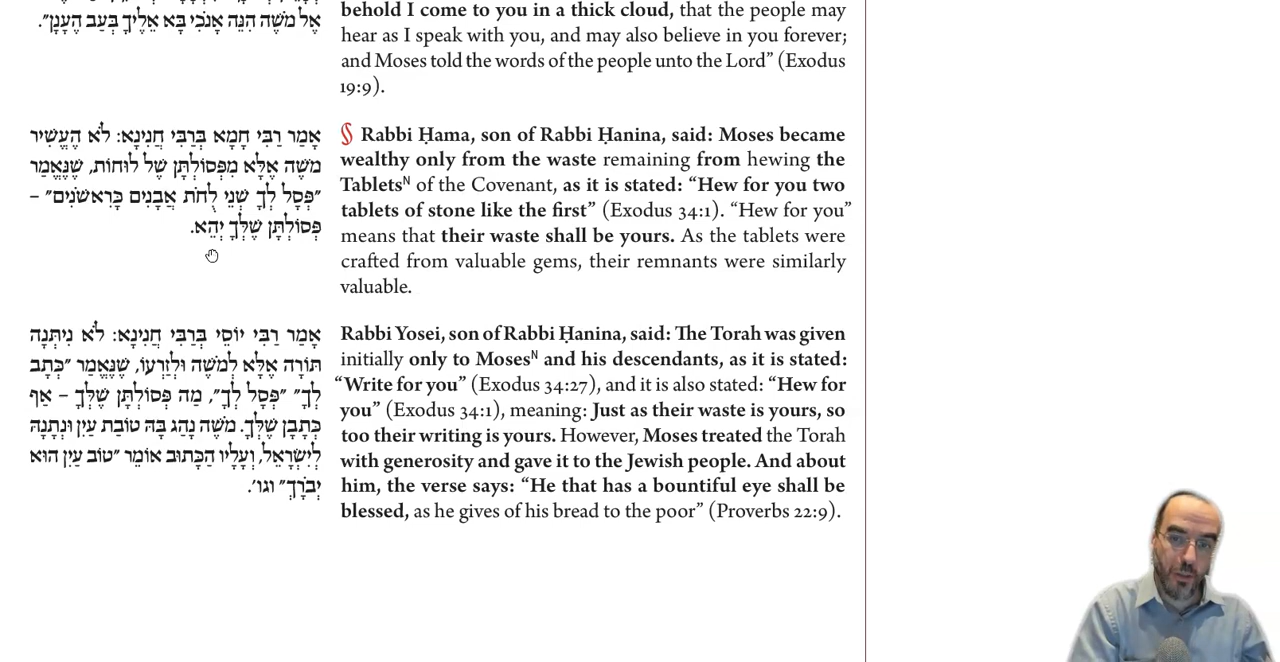 אֶל מֹשֶׁה הִנֵּה אָנֹכִי בָּא אֵלֶיךָ בְּעַב הֶעָנָן״.
behold I come to you in a thick cloud, that the people may
hear as I speak with you, and may also believe in you forever;
and Moses told the words of the people unto the Lord” (Exodus
19:9).
אָמַר רַבִּי חָמָא בְּרַבִּי חֲנִינָא: לֹא הֶעֱשִׁיר
מֹשֶׁה אֶלָּא מִפְּסוֹלְתָּן שֶׁל לוּחוֹת, שֶׁנֶּאֱמַר
״פְּסׇל לְךָ שְׁנֵי לֻחֹת אֲבָנִים כָּרִאשֹׁנִים״ –
פְּסוֹלְתָּן שֶׁלְּךָ יְהֵא.
§ Rabbi Ḥama, son of Rabbi Ḥanina, said: Moses became
wealthy only from the waste remaining from hewing the
Tabletsᴺ of the Covenant, as it is stated: “Hew for you two
tablets of stone like the first” (Exodus 34:1). “Hew for you”
means that their waste shall be yours. As the tablets were
crafted from valuable gems, their remnants were similarly
valuable.
אָמַר רַבִּי יוֹסֵי בְּרַבִּי חֲנִינָא: לֹא נִיתְּנָה
תּוֹרָה אֶלָּא לְמֹשֶׁה וּלְזַרְעוֹ, שֶׁנֶּאֱמַר ״כְּתׇב
לְךָ״ ״פְּסׇל לְךָ״, מַה פְּסוֹלְתָּן שֶׁלְּךָ – אַף
כְּתָבָן שֶׁלְּךָ. מֹשֶׁה נָהַג בָּהּ טוֹבַת עַיִן וּנְתָנָהּ
לְיִשְׂרָאֵל, וְעָלָיו הַכָּתוּב אוֹמֵר ״טוֹב עַיִן הוּא
יְבֹרָךְ״ וגו׳.
Rabbi Yosei, son of Rabbi Ḥanina, said: The Torah was given
initially only to Mosesᴺ and his descendants, as it is stated:
“Write for you” (Exodus 34:27), and it is also stated: “Hew for
you” (Exodus 34:1), meaning: Just as their waste is yours, so
too their writing is yours. However, Moses treated the Torah
with generosity and gave it to the Jewish people. And about
him, the verse says: “He that has a bountiful eye shall be
blessed, as he gives of his bread to the poor” (Proverbs 22:9).